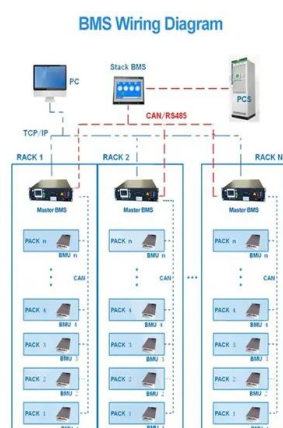 BMS Wiring Diagram
PC
Stack BMS
PCS
CAN/RS485
TCP/IP
RACK 1
RACK 2
RACK N
Master BMS
Master BMS
Master BMS
PACK n
PACK n
PACK n
BMU n
BMU n
BMU n
CAN
CAN
CAN
PACK 4
PACK 4
PACK 4
BMU 4
BMU 4
BMU 4
PACK 3
PACK 3
PACK 3
BMU 3
BMU 3
BMU 3
PACK 2
PACK 2
PACK 2
BMU 2
BMU 2
BMU 2
PACK 1
PACK 1
PACK 1